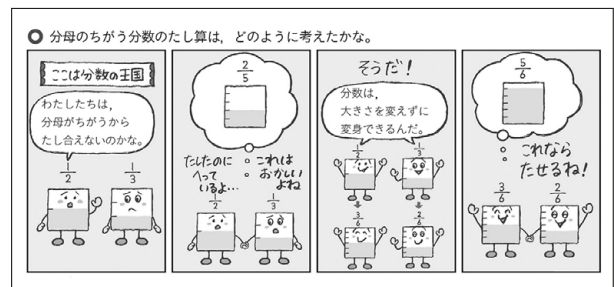 分母のちがう分数のたし算は，どのように考えたかな。
ここは分数の王国
わたしたちは，
分母がちがうから
たし合えないのかな。
1/2
1/3
2/5
たしたのに
へって
いるよ…
これは
おかしい
よね
1/2
1/3
そうだ！
分数は，
大きさを変えずに
変身できるんだ。
1/2
1/3
3/6
2/6
5/6
これなら
たせるね！
3/6
2/6